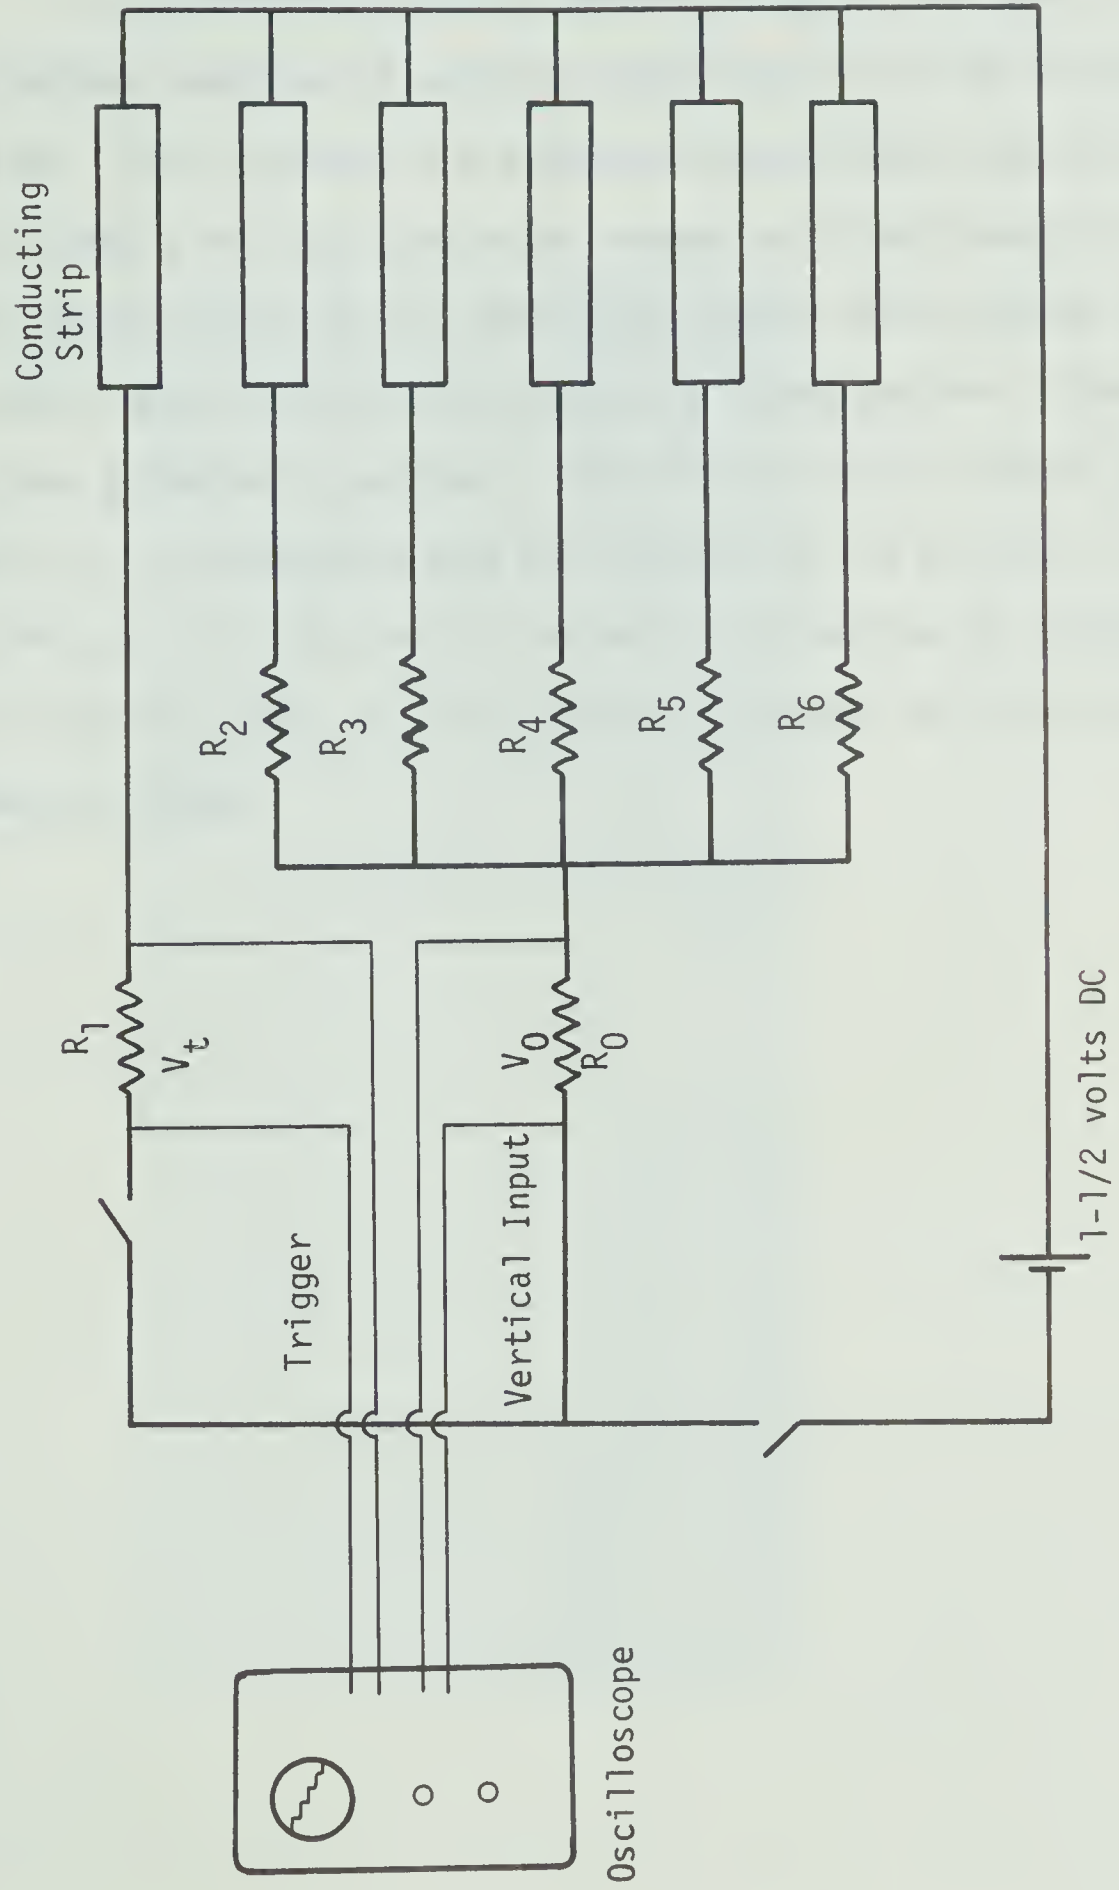 Conducting
Strip
R1
Vt
R2
R3
R4
R5
R6
V0
R0
Trigger
Vertical Input
1-1/2 volts DC
Oscilloscope